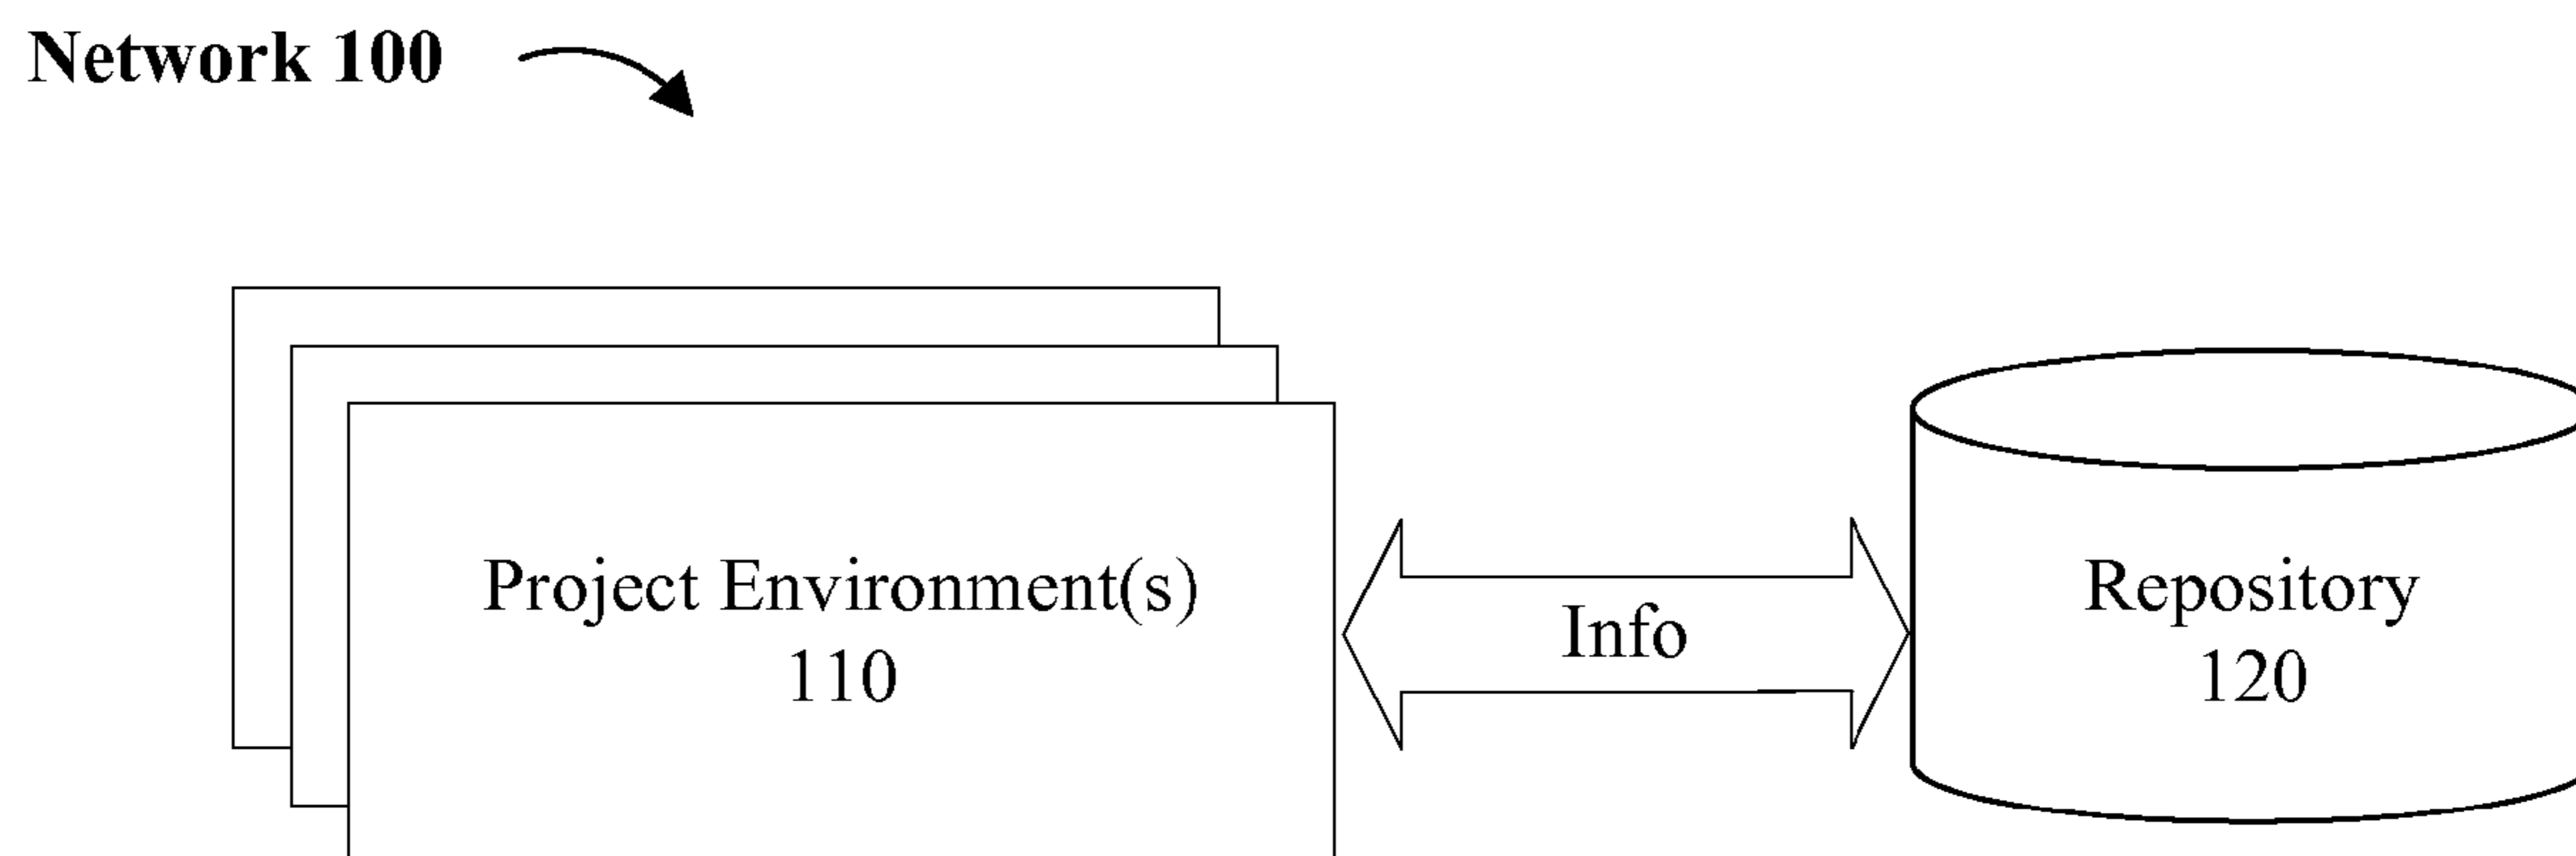 Network 100
Project Environment(s)
110
Info
Repository
120